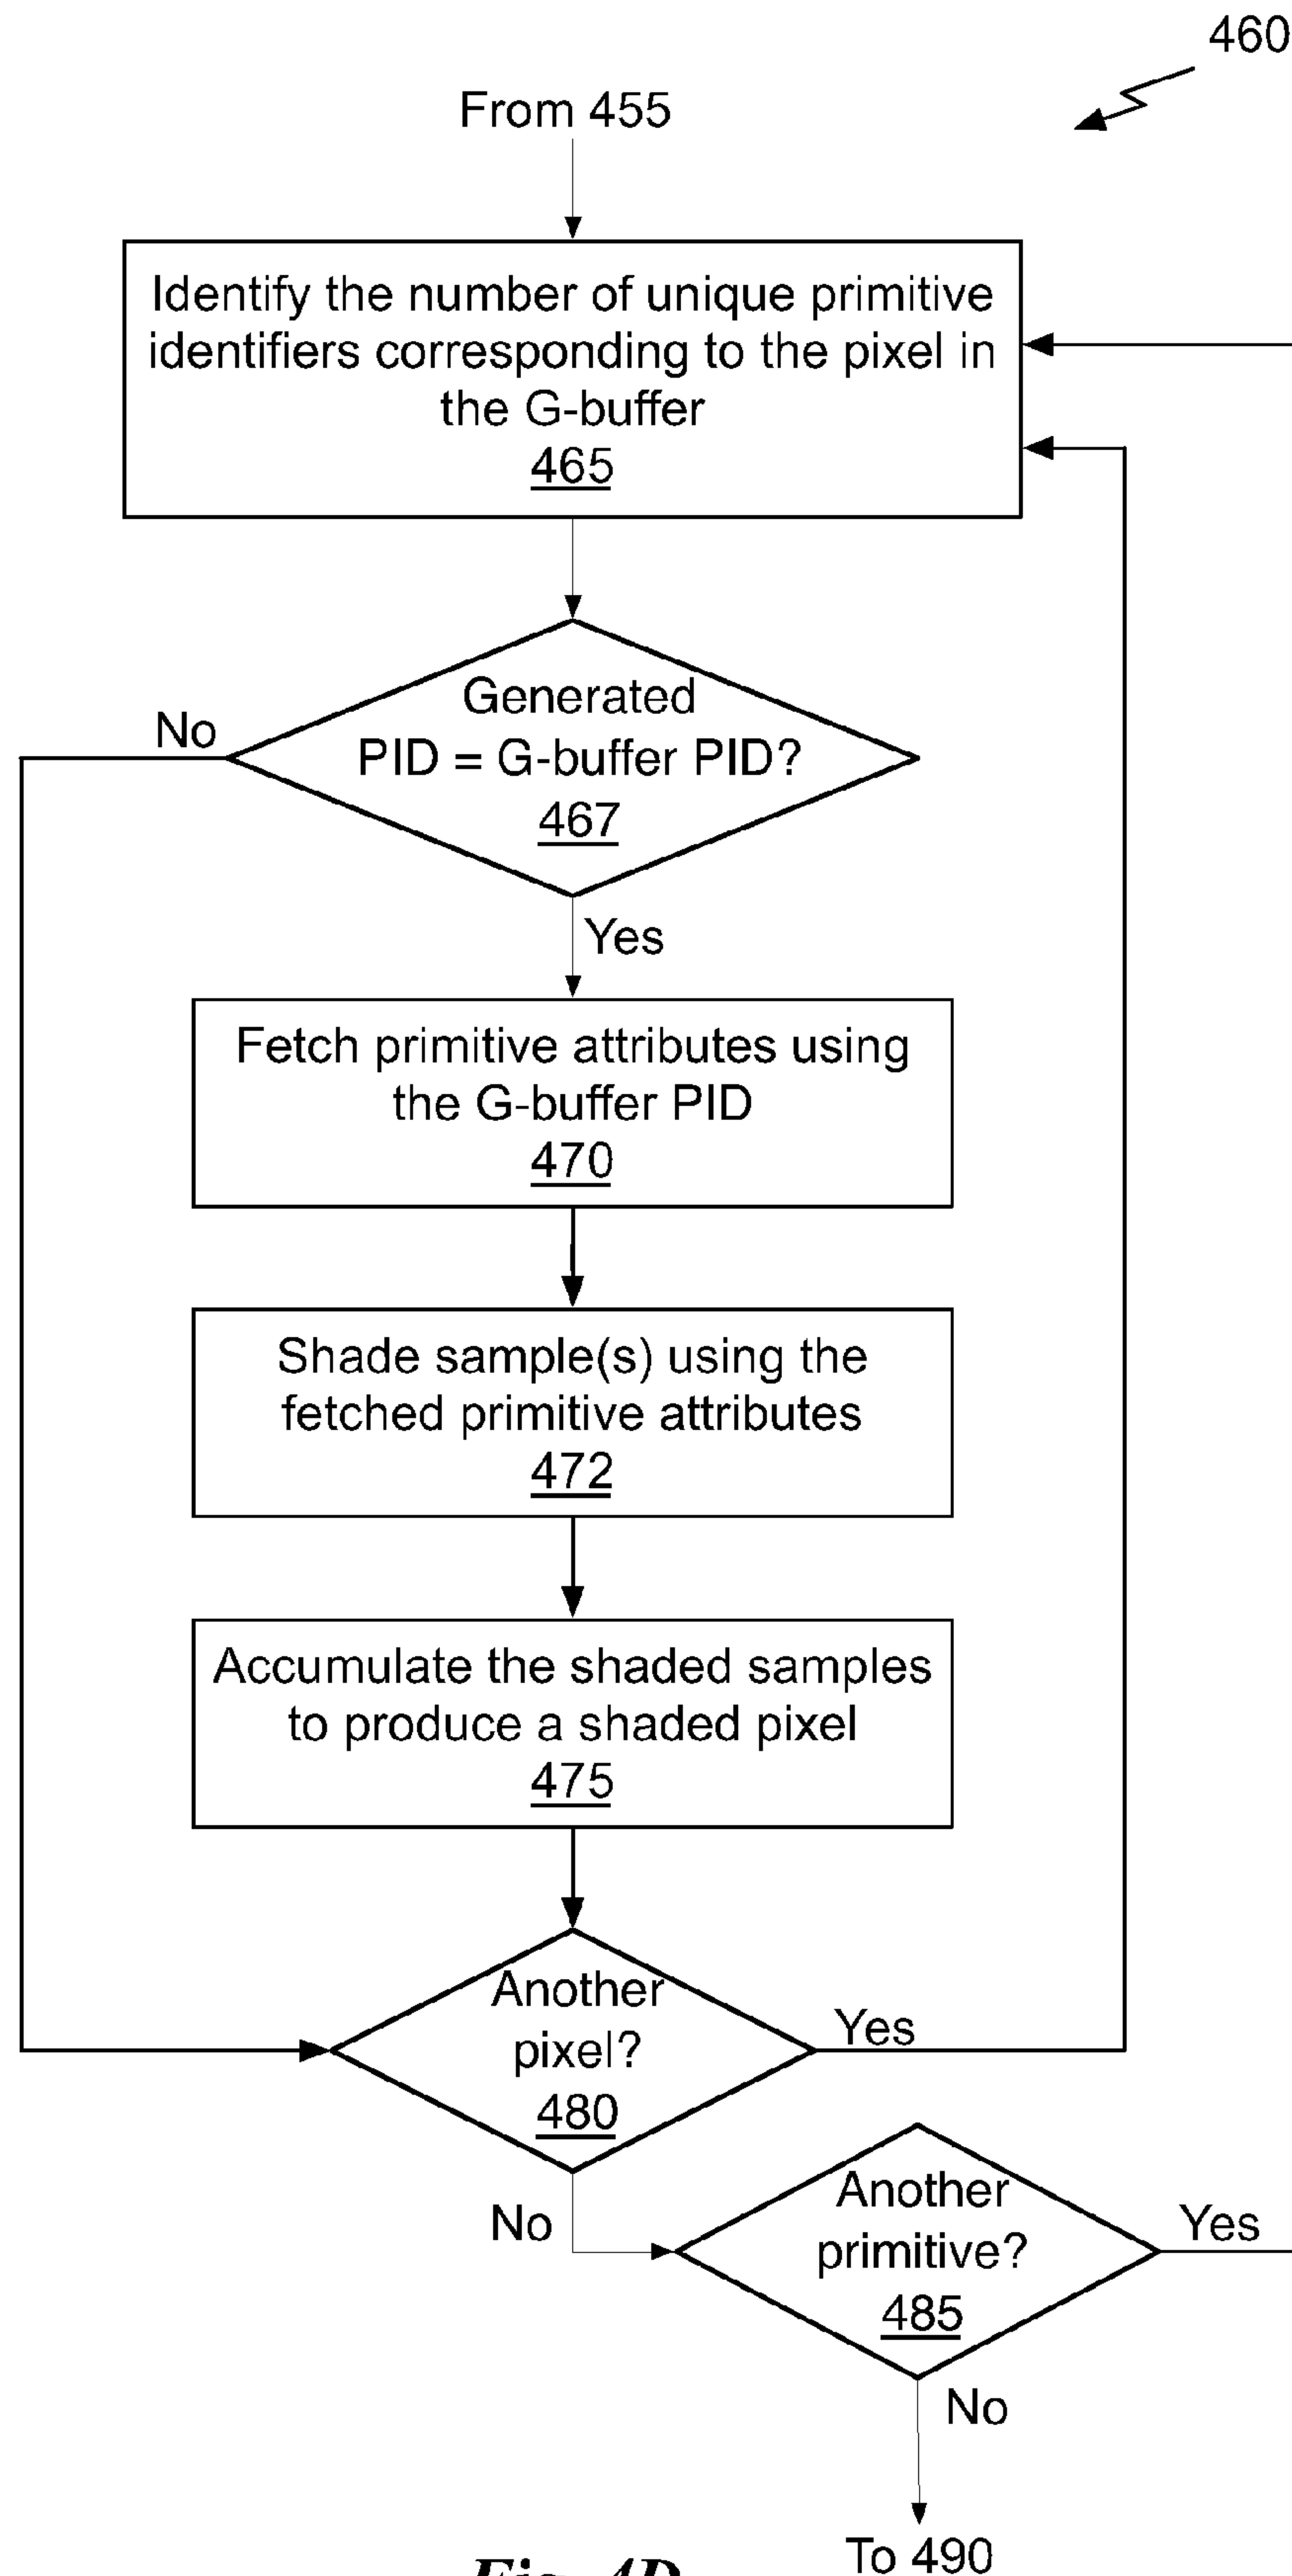 460
From 455
Identify the number of unique primitive
identifiers corresponding to the pixel in
the G-buffer
465
Generated
PID = G-buffer PID?
467
No
Yes
Fetch primitive attributes using
the G-buffer PID
470
Shade sample(s) using the
fetched primitive attributes
472
Accumulate the shaded samples
to produce a shaded pixel
475
Another
pixel?
480
Yes
No
Another
primitive?
485
Yes
No
To 490
Fig. 4D